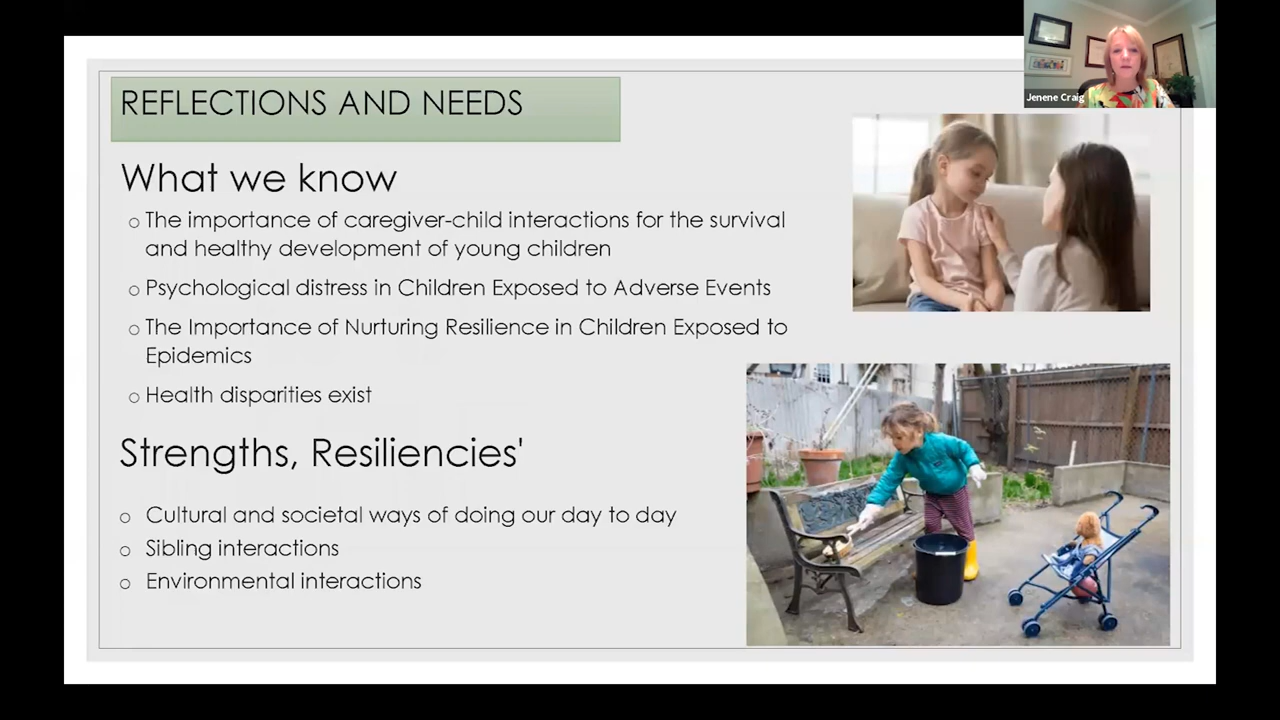 REFLECTIONS AND NEEDS
Jenene Craig
What we know
○ The importance of caregiver-child interactions for the survival
and healthy development of young children
○ Psychological distress in Children Exposed to Adverse Events
○ The Importance of Nurturing Resilience in Children Exposed to
Epidemics
○ Health disparities exist
Strengths, Resiliencies'
○ Cultural and societal ways of doing our day to day
○ Sibling interactions
○ Environmental interactions